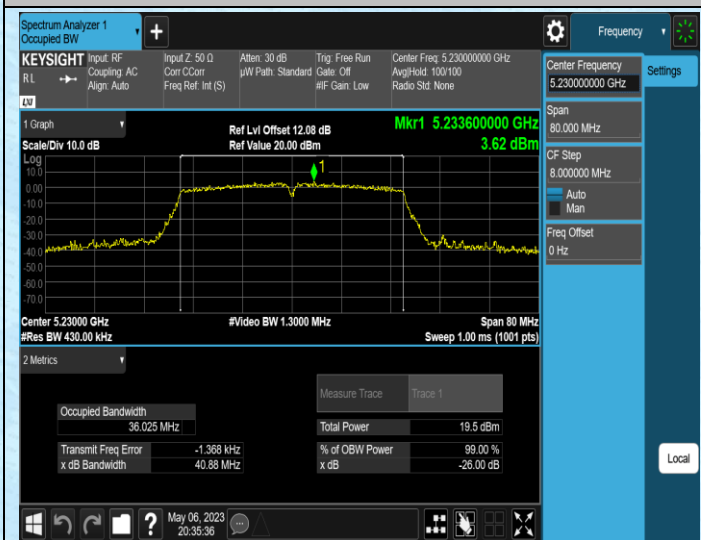 Spectrum Analyzer 1
Occupied BW
Frequency
KEYSIGHT
RL
LXI
Input: RF
Coupling: AC
Align: Auto
Input Z: 50 Ω
Corr CCorr
Freq Ref: Int (S)
Atten: 30 dB
µW Path: Standard
Trig: Free Run
Gate: Off
#IF Gain: Low
Center Freq: 5.230000000 GHz
Avg|Hold: 100/100
Radio Std: None
Center Frequency
5.230000000 GHz
Settings
Span
80.000 MHz
CF Step
8.000000 MHz
Auto
Man
Freq Offset
0 Hz
1 Graph
Scale/Div 10.0 dB
Ref Lvl Offset 12.08 dB
Ref Value 20.00 dBm
Mkr1 5.233600000 GHz
3.62 dBm
Log
10.0
0.00
-10.0
-20.0
-30.0
-40.0
-50.0
-60.0
-70.0
1
Center 5.23000 GHz
#Res BW 430.00 kHz
#Video BW 1.3000 MHz
Span 80 MHz
Sweep 1.00 ms (1001 pts)
2 Metrics
Measure Trace
Trace 1
Occupied Bandwidth
36.025 MHz
Total Power
19.5 dBm
Transmit Freq Error
-1.368 kHz
% of OBW Power
99.00 %
x dB Bandwidth
40.88 MHz
x dB
-26.00 dB
Local
?
May 06, 2023
20:35:36